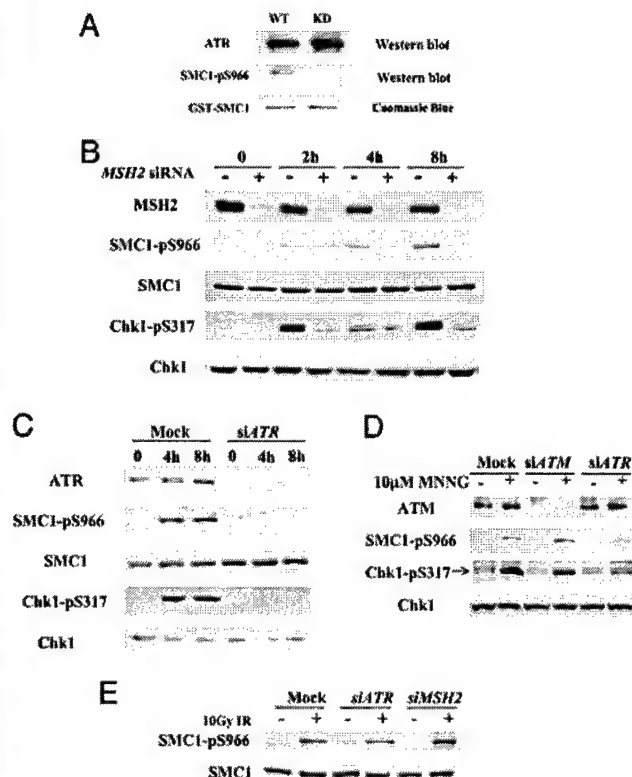 A
WT KD
ATR Western blot
SMC1-pS966 Western blot
GST-SMC1 Coomassic Blue
B
0 2h 4h 8h
MSH2 siRNA - + - + - + - +
MSH2
SMC1-pS966
SMC1
Chk1-pS317
Chk1
C
Mock siATR
0 4h 8h 0 4h 8h
ATR
SMC1-pS966
SMC1
Chk1-pS317
Chk1
D
Mock siATM siATR
10μM MNNG - + - + - +
ATM
SMC1-pS966
Chk1-pS317→
Chk1
E
Mock siATR siMSH2
10Gy IR - + - + - +
SMC1-pS966
SMC1